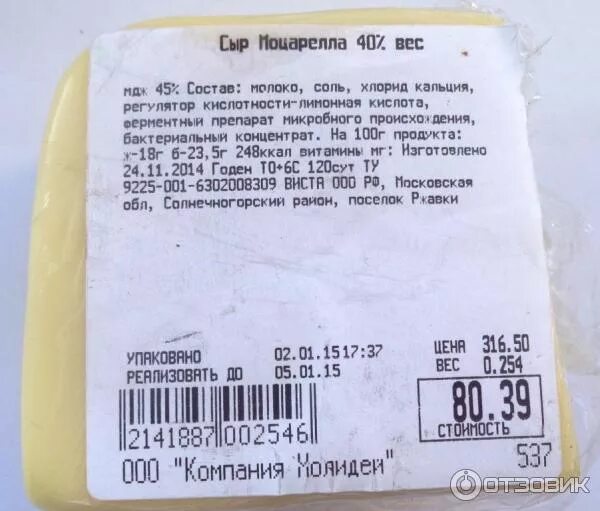 Сыр Моцарелла 40% вес
мдж 45% Состав: молоко, соль, хлорид кальция,
регулятор кислотности-лимонная кислота,
ферментный препарат микробного происхождения,
бактериальный концентрат. На 100г продукта:
ж-18г б-23,5г 248ккал витамины мг: Изготовлено
24.11.2014 Годен ТО+6С 120сут ТУ
9225-001-6302008309 ВИСТА ООО РФ, Московская
обл, Солнечногорский район, поселок Ржавки
УПАКОВАНО 02.01.15 17:37
РЕАЛИЗОВАТЬ ДО 05.01.15
ЦЕНА 316.50
ВЕС 0.254
80.39
СТОИМОСТЬ
2141887 002546
ООО "Компания Холидей"
537
ОТЗОВИК